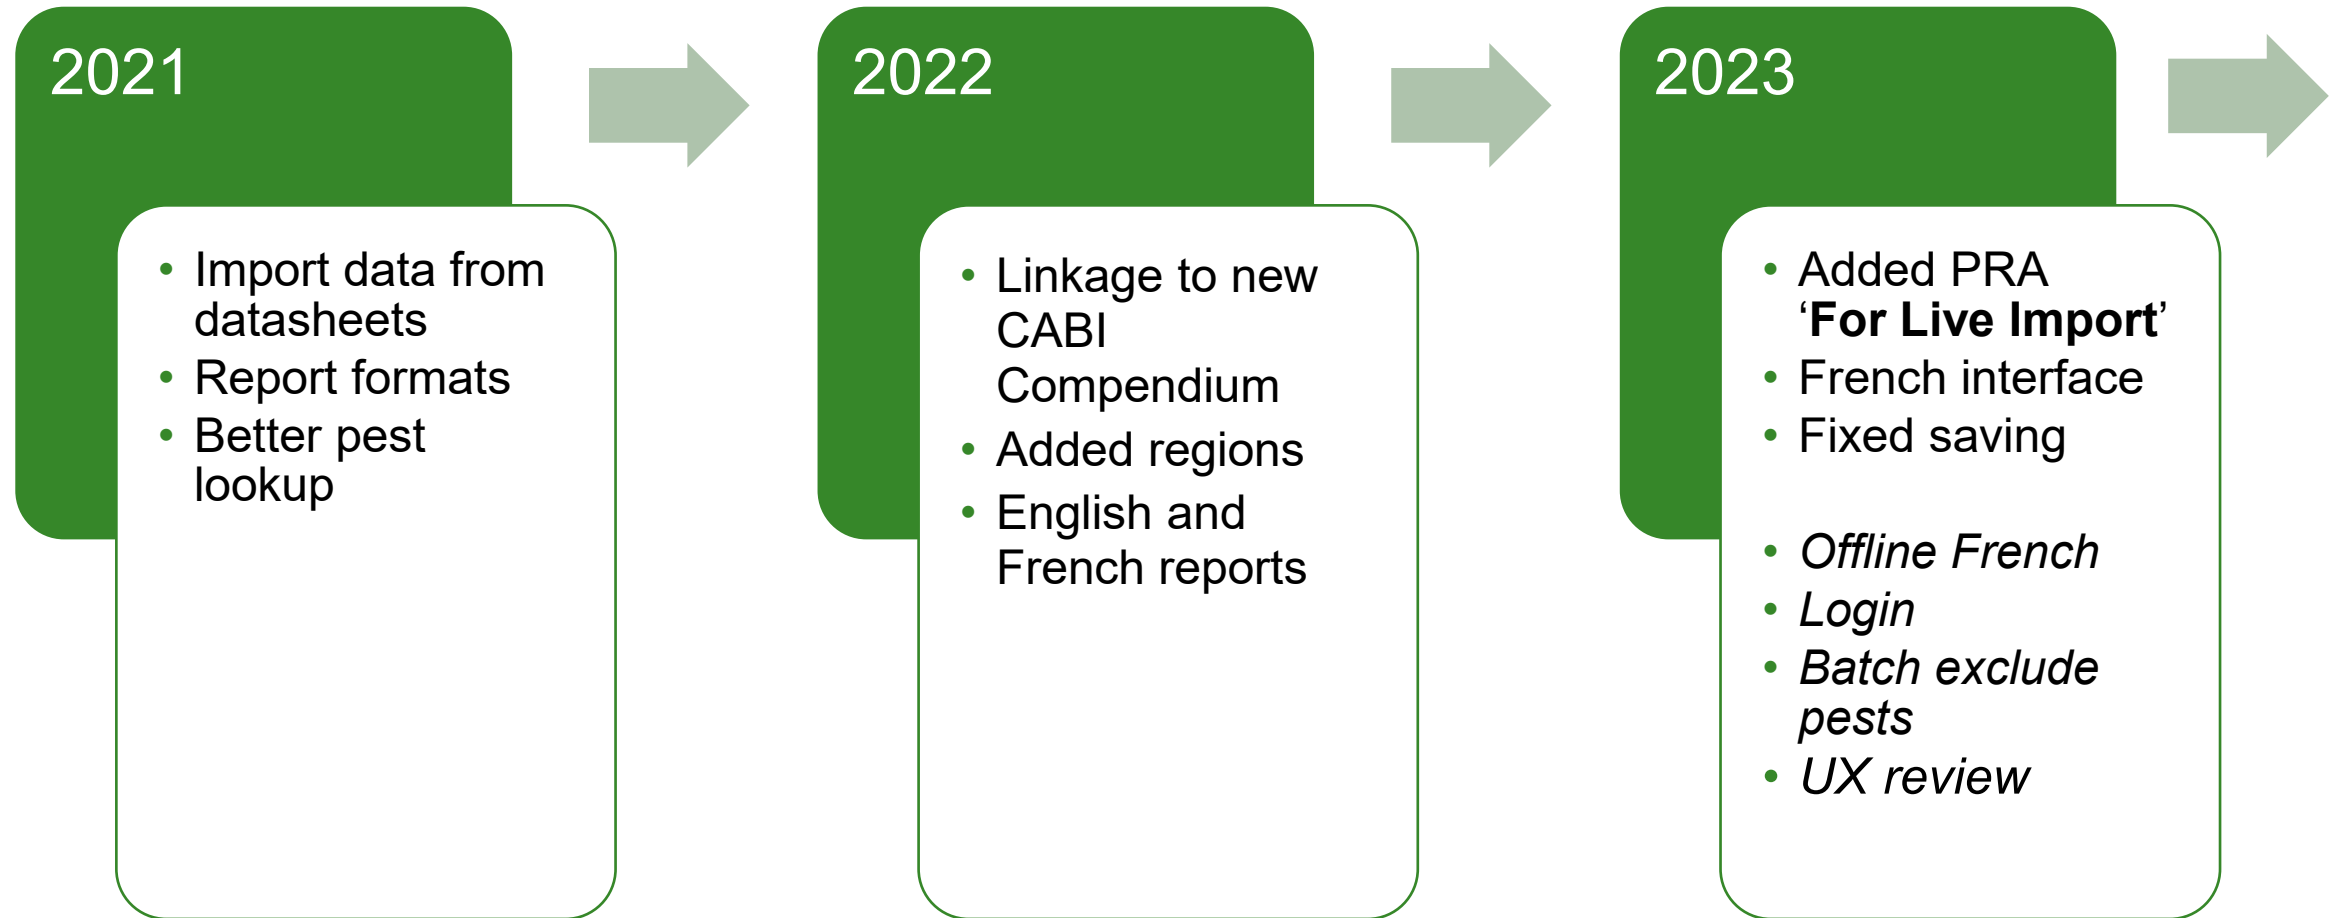 2021
• Import data from
datasheets
• Report formats
• Better pest
lookup
2022
• Linkage to new
CABI
Compendium
• Added regions
• English and
French reports
2023
• Added PRA
‘For Live Import’
• French interface
• Fixed saving
• Offline French
• Login
• Batch exclude
pests
• UX review